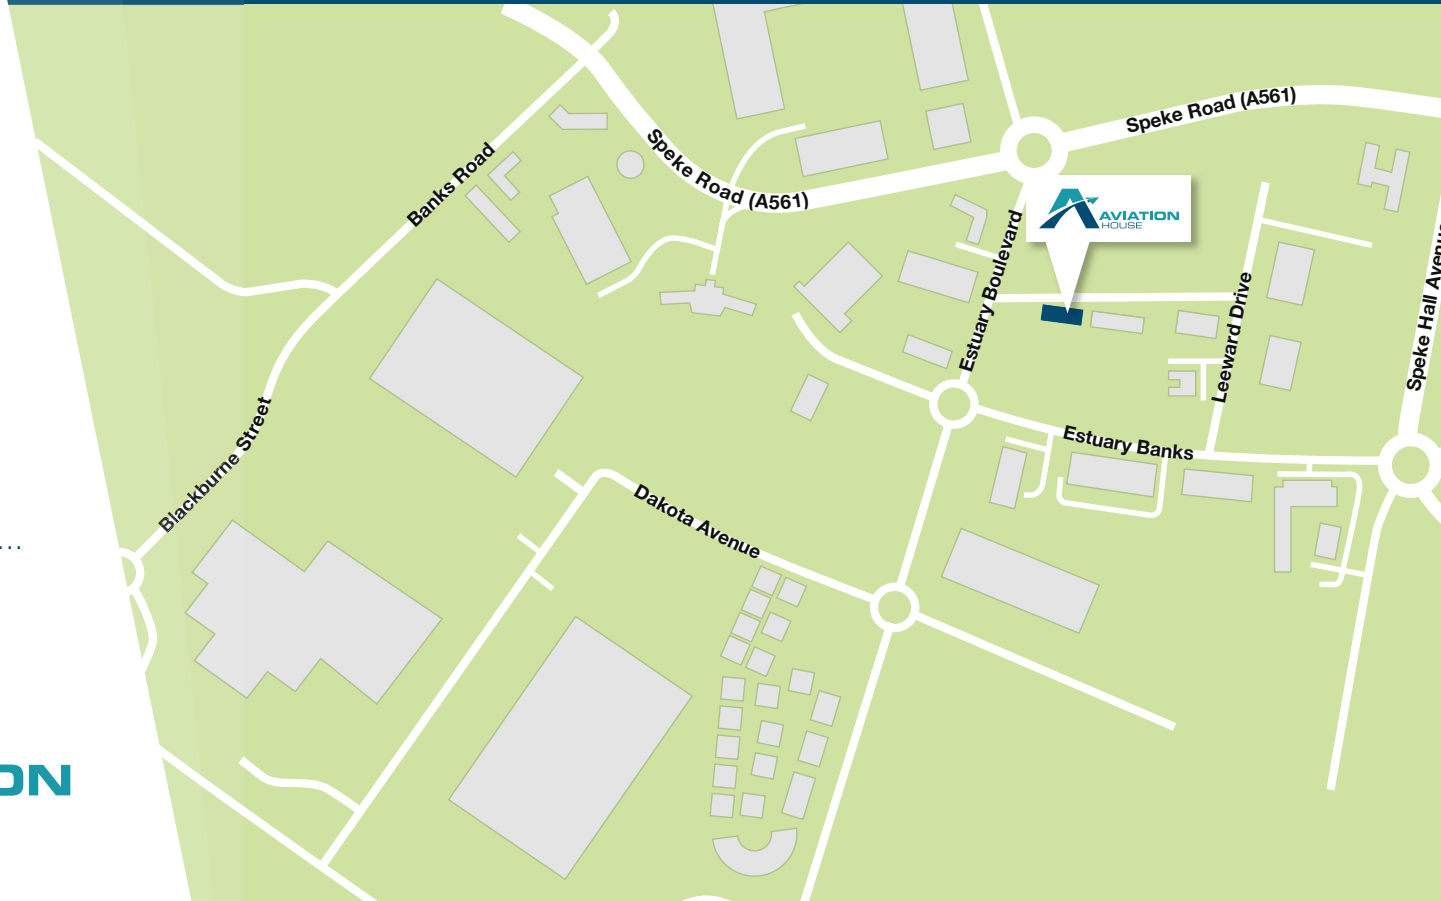 Speke Road (A561)
Banks Road
Speke Road (A561)
AVIATION
HOUSE
Estuary Boulevard
Leeward Drive
Speke Hall Avenue
Blackburne Street
Estuary Banks
Dakota Avenue
...
ON